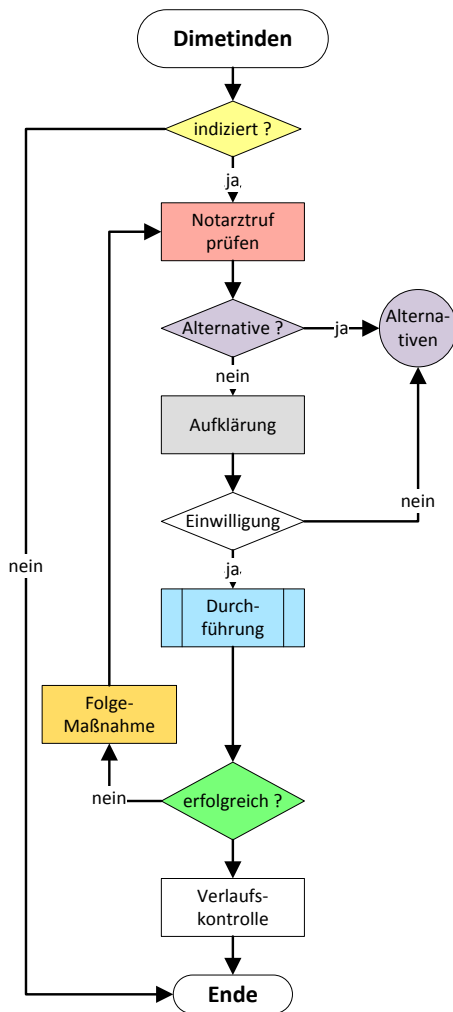 Dimetinden
indiziert ?
ja
Notarztruf
prüfen
Alternative ?
ja
Alterna-
tiven
nein
Aufklärung
Einwilligung
nein
ja
nein
Durch-
führung
Folge-
Maßnahme
nein
erfolgreich ?
Verlaufs-
kontrolle
Ende